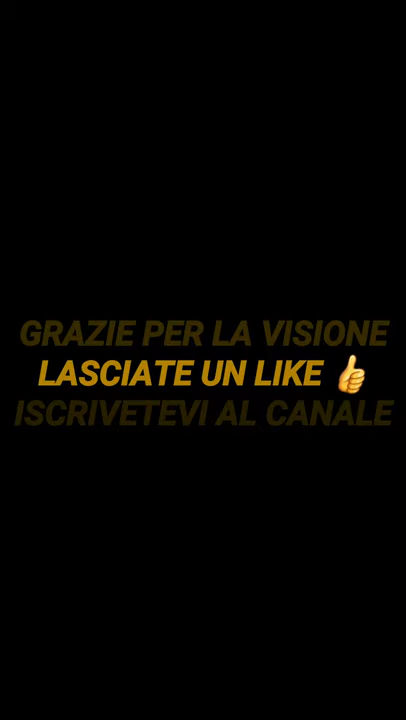 GRAZIE PER LA VISIONE
LASCIATE UN LIKE 👍
ISCRIVETEVI AL CANALE